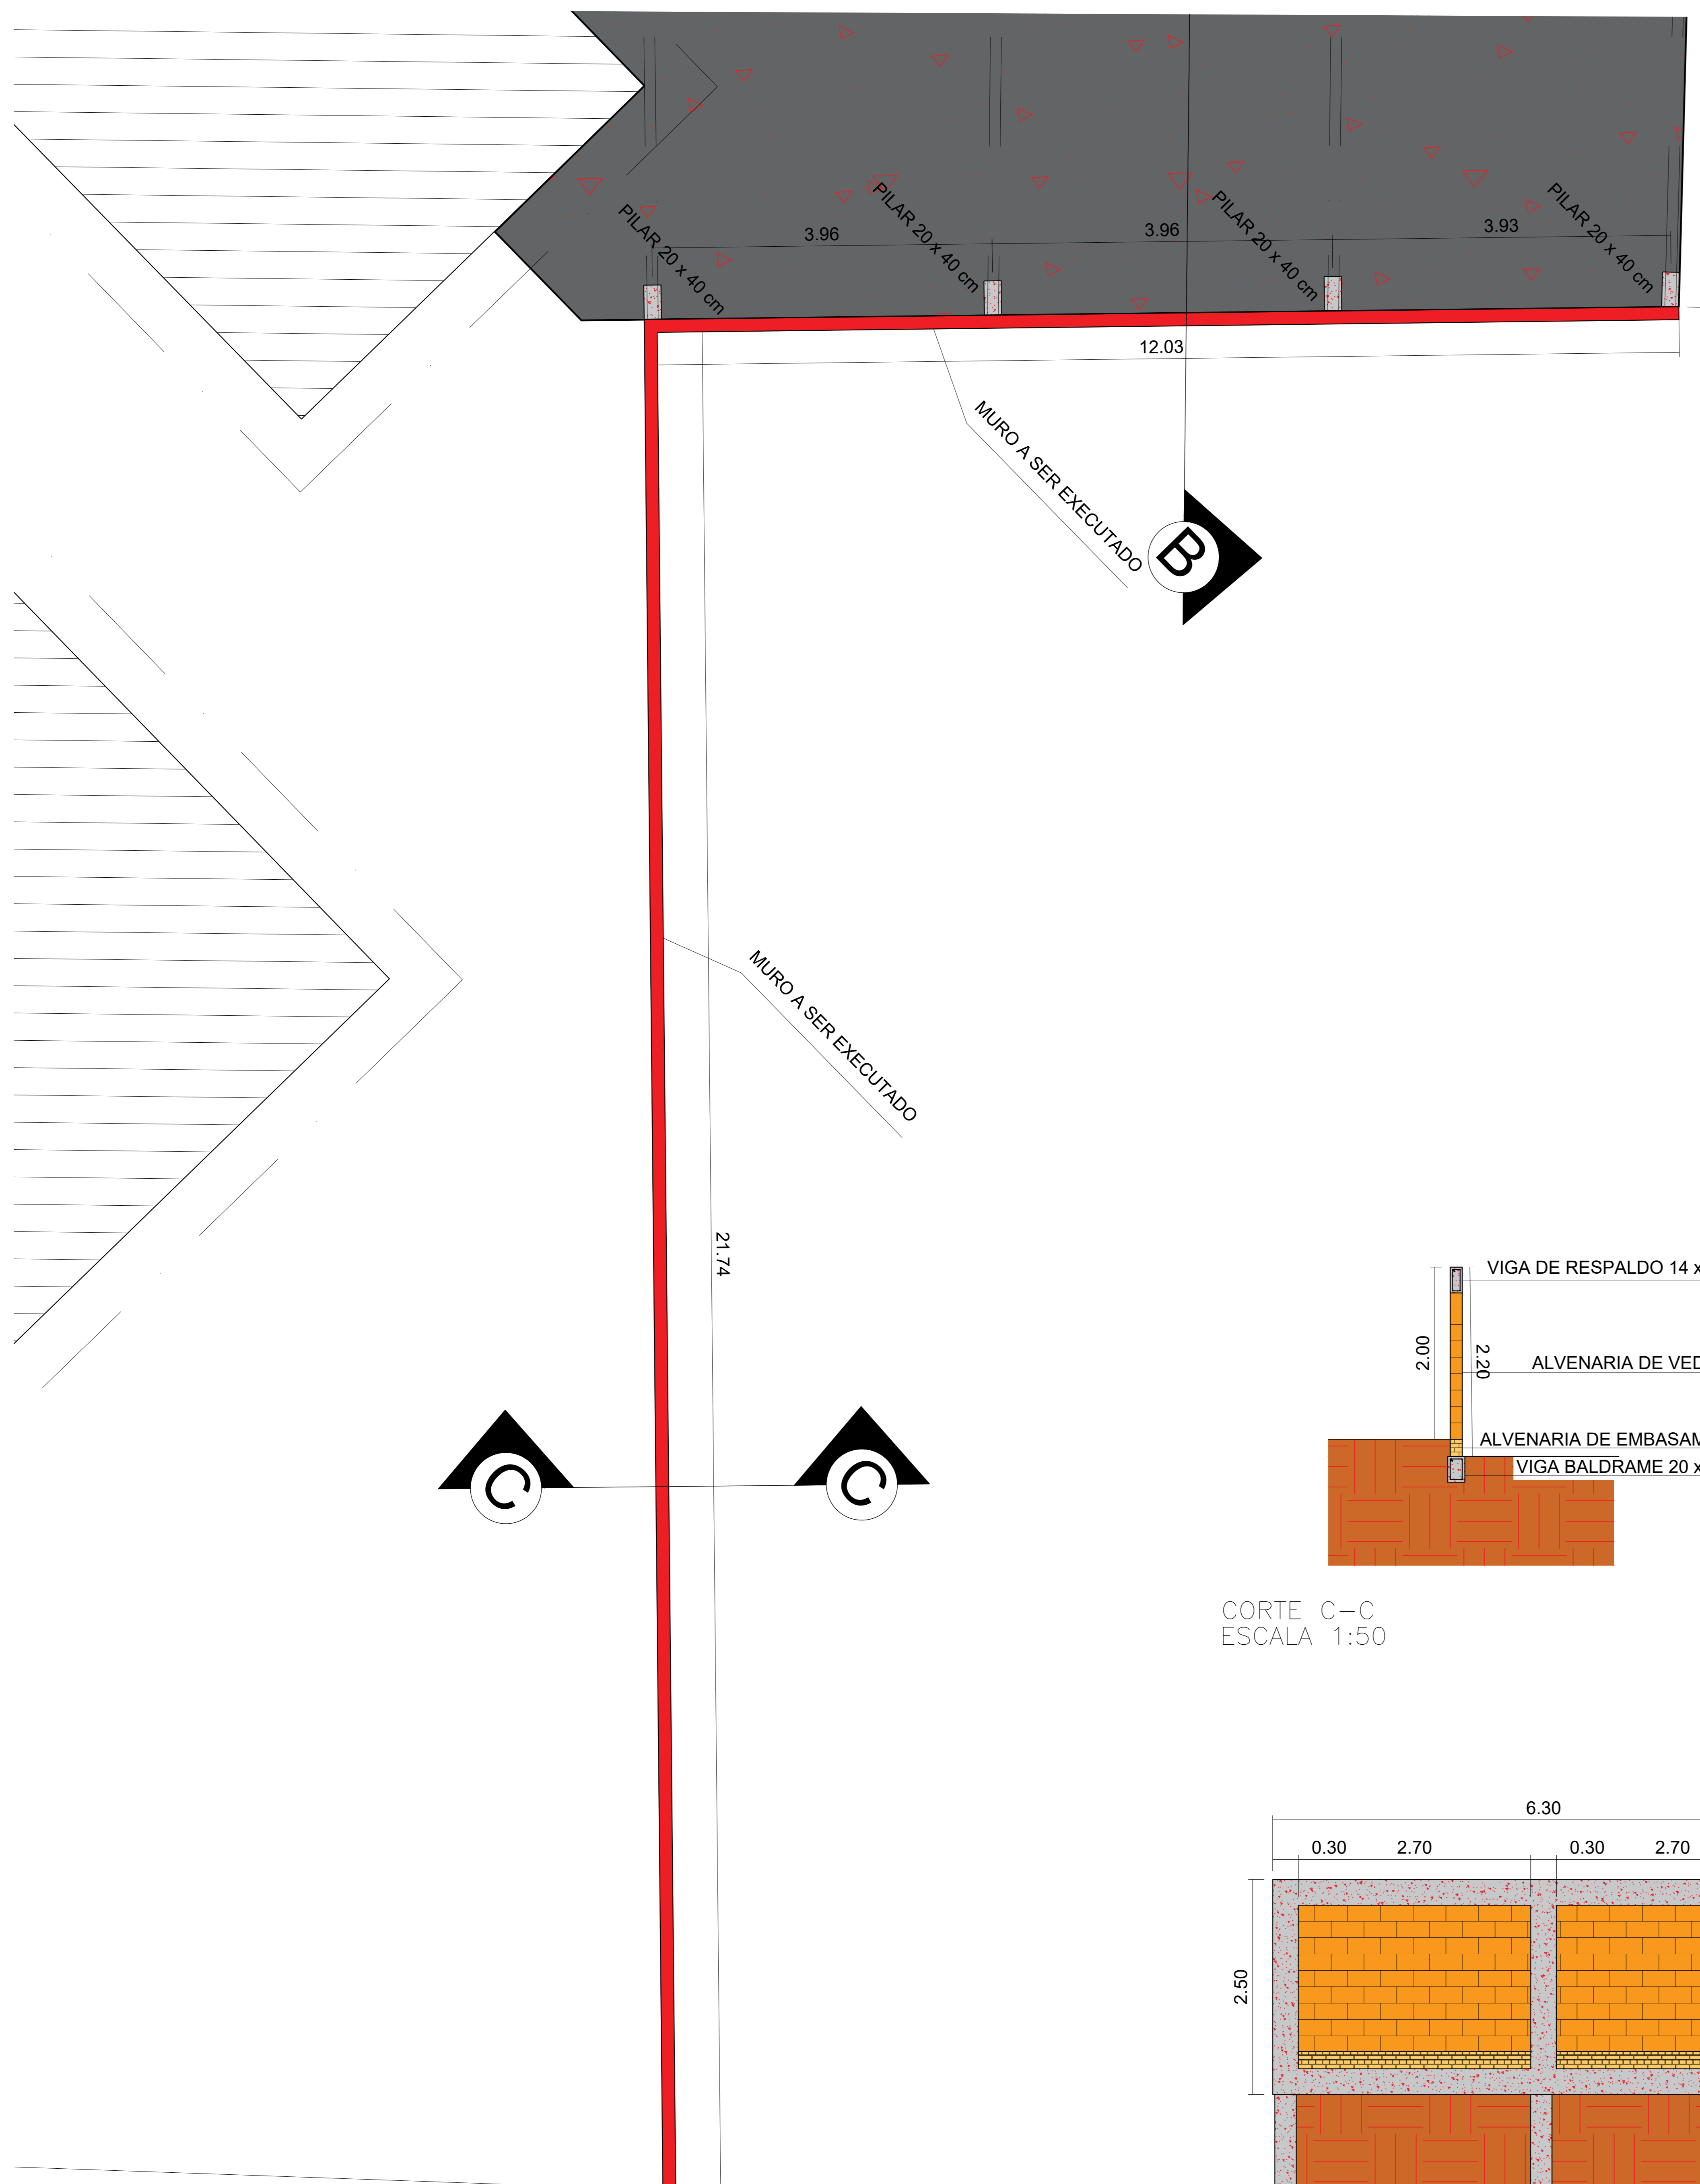 PILAR 20 x 40 cm
PILAR 20 x 40 cm
PILAR 20 x 40 cm
PILAR 20 x 40 cm
3.96
3.96
3.93
12.03
MURO A SER EXECUTADO
B
MURO A SER EXECUTADO
21.74
C
C
VIGA DE RESPALDO 14 x
2.00
2.20
ALVENARIA DE VED
ALVENARIA DE EMBASAM
VIGA BALDRAME 20 x
CORTE C-C
ESCALA 1:50
6.30
0.30
2.70
0.30
2.70
2.50